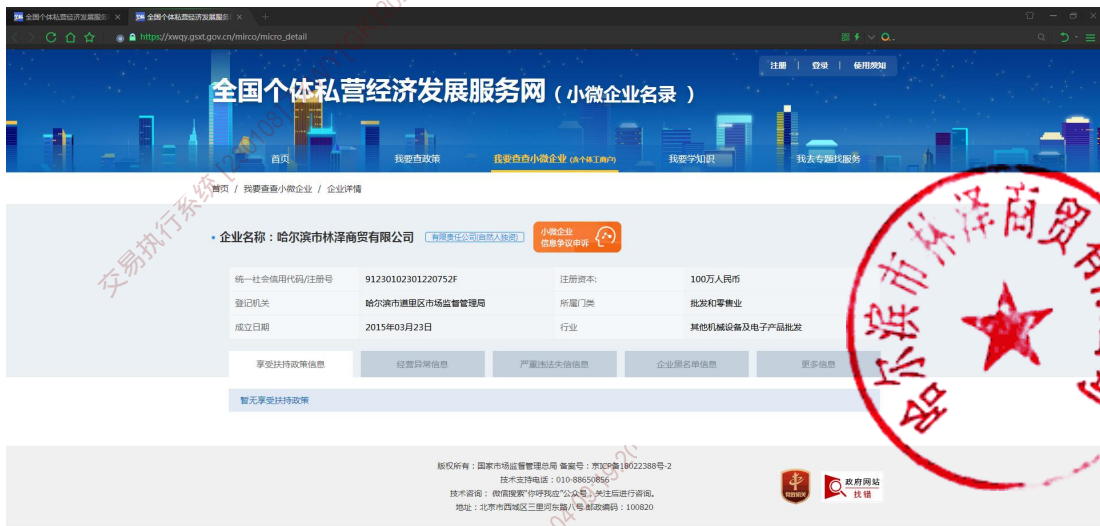 全国个体私营经济发展服务
全国个体私营经济发展服务
https://xwqy.gsxt.gov.cn/mirco/micro_detail
注册 | 登录 | 使用须知
全国个体私营经济发展服务网（小微企业名录 ）
首页 我要查政策 我要查查小微企业 (含个体工商户) 我要学知识 我去专题找服务
首页 / 我要查查小微企业 / 企业详情
企业名称：哈尔滨市林泽商贸有限公司 有限责任公司(自然人独资) 小微企业
信息争议申诉
统一社会信用代码/注册号 91230102301220752F 注册资本: 100万人民币
登记机关 哈尔滨市道里区市场监督管理局 所属门类 批发和零售业
成立日期 2015年03月23日 行业 其他机械设备及电子产品批发
享受扶持政策信息 经营异常信息 严重违法失信信息 企业黑名单信息 更多信息
暂无享受扶持政策
版权所有：国家市场监督管理总局 备案号：京ICP备18022388号-2
技术支持电话：010-88650856
技术咨询： 微信搜索“你呼我应”公众号，关注后进行咨询。
地址：北京市西城区三里河东路八号 邮政编码：100820
党政机关
政府网站
找错
哈尔滨市林泽商贸有
司
交易执行系统